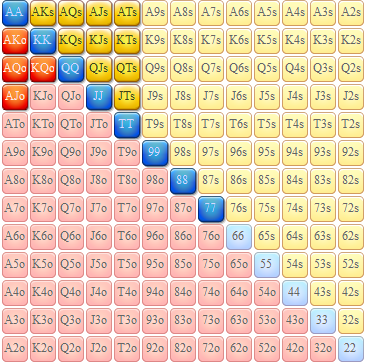 AA AKs AQs AJs ATs A9s A8s A7s A6s A5s A4s A3s A2s
AKo KK KQs KJs KTs K9s K8s K7s K6s K5s K4s K3s K2s
AQo KQo QQ QJs QTs Q9s Q8s Q7s Q6s Q5s Q4s Q3s Q2s
AJo KJo QJo JJ JTs J9s J8s J7s J6s J5s J4s J3s J2s
ATo KTo QTo JTo TT T9s T8s T7s T6s T5s T4s T3s T2s
A9o K9o Q9o J9o T9o 99 98s 97s 96s 95s 94s 93s 92s
A8o K8o Q8o J8o T8o 98o 88 87s 86s 85s 84s 83s 82s
A7o K7o Q7o J7o T7o 97o 87o 77 76s 75s 74s 73s 72s
A6o K6o Q6o J6o T6o 96o 86o 76o 66 65s 64s 63s 62s
A5o K5o Q5o J5o T5o 95o 85o 75o 65o 55 54s 53s 52s
A4o K4o Q4o J4o T4o 94o 84o 74o 64o 54o 44 43s 42s
A3o K3o Q3o J3o T3o 93o 83o 73o 63o 53o 43o 33 32s
A2o K2o Q2o J2o T2o 92o 82o 72o 62o 52o 42o 32o 22